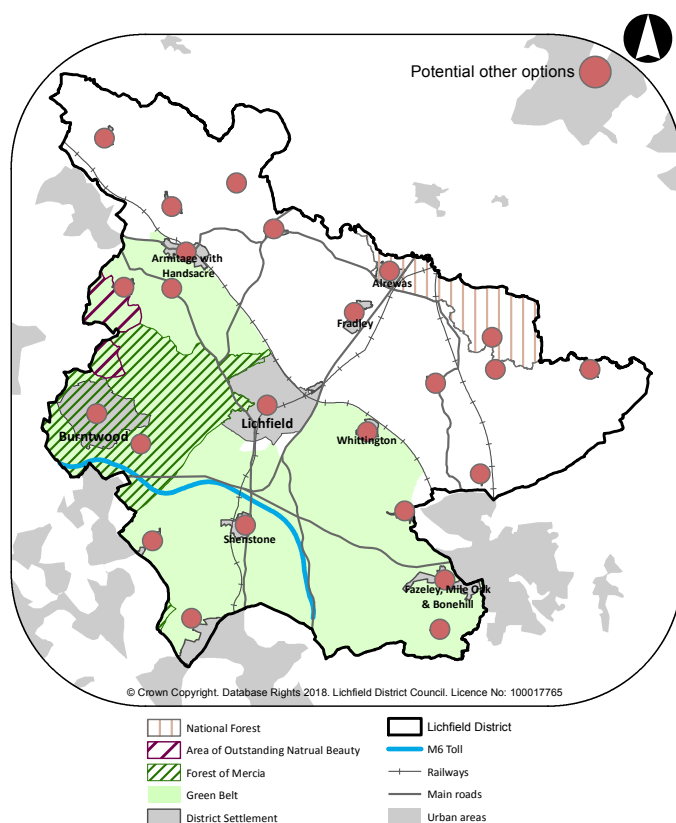 Potential other options
Armitage with
Handsacre
Alrewas
Fradley
Burntwood
Lichfield
Whittington
Shenstone
Fazeley, Mile Oak
& Bonehill
© Crown Copyright. Database Rights 2018. Lichfield District Council. Licence No: 100017765
National Forest
Area of Outstanding Natrual Beauty
Forest of Mercia
Green Belt
District Settlement
Lichfield District
M6 Toll
Railways
Main roads
Urban areas